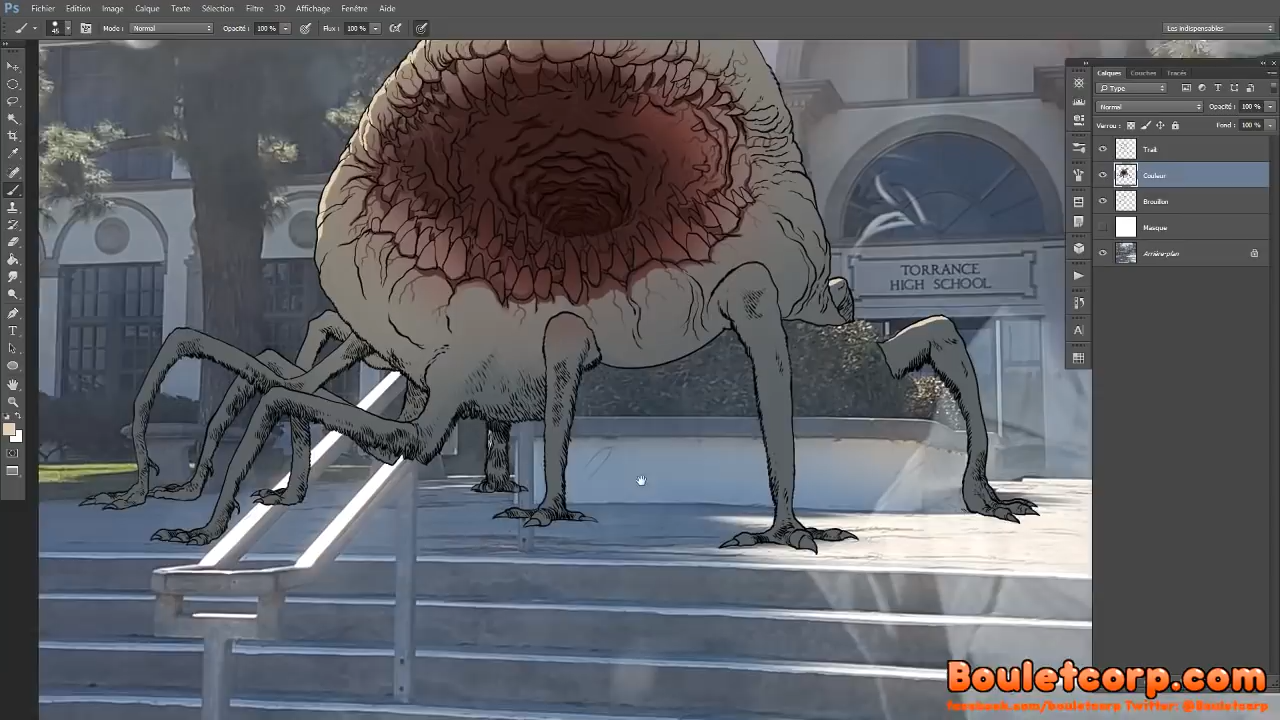 Ps Fichier Edition Image Calque Texte Sélection Filtre 3D Affichage Fenêtre Aide
45 Mode : Normal Opacité : 100 % Flux : 100 % Les indispensables
Calques Couches Tracés
Type
Normal Opacité : 100 %
Verrou : Fond : 100 %
Trait
Couleur
Brouillon
Masque
Arrière-plan
TORRANCE
HIGH SCHOOL
Bouletcorp.com
facebook.com/bouletcorp Twitter: @Bouletcorp